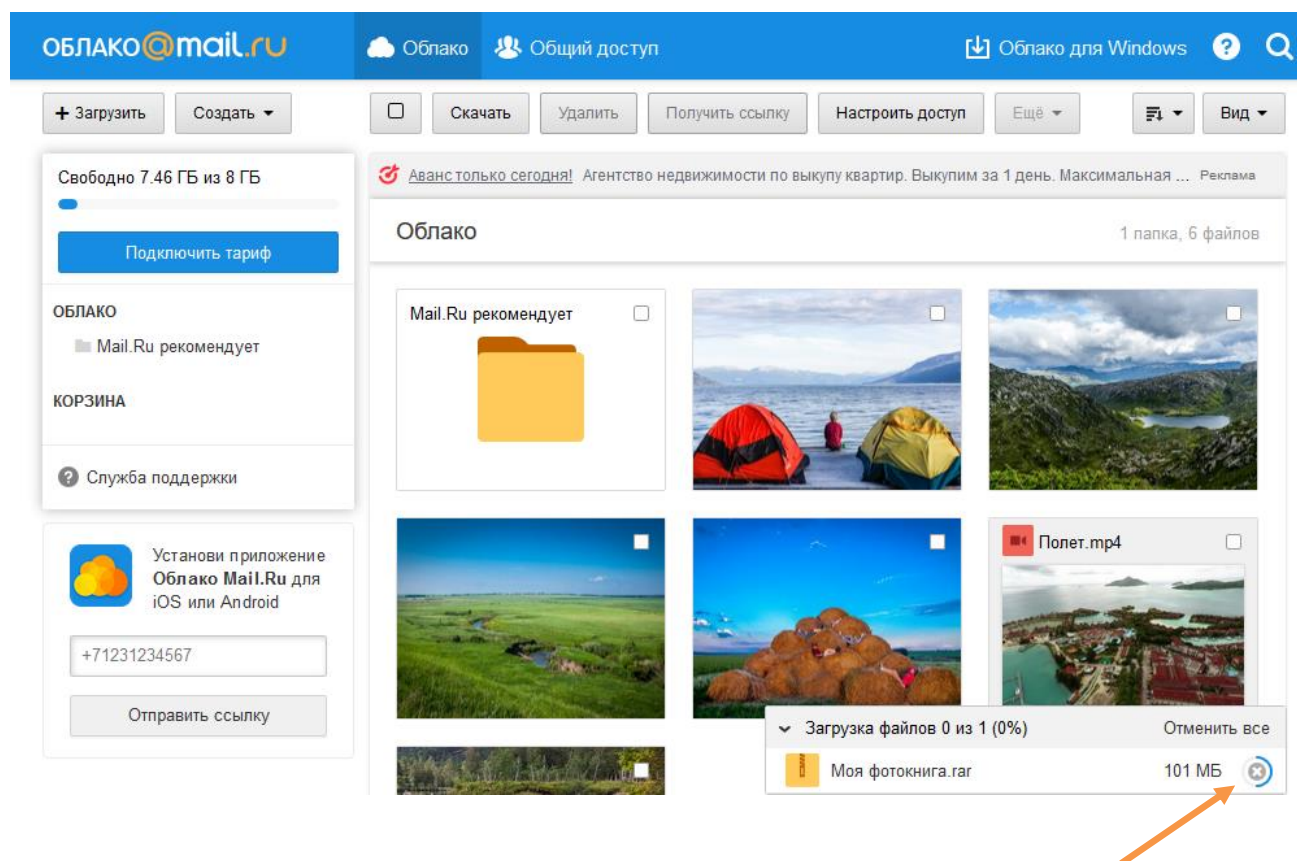 ОБЛАКО@mail.ru
Облако
Общий доступ
Облако для Windows
?
+ Загрузить
Создать
Скачать
Удалить
Получить ссылку
Настроить доступ
Ещё
Вид
Свободно 7.46 ГБ из 8 ГБ
Подключить тариф
ОБЛАКО
Mail.Ru рекомендует
КОРЗИНА
? Служба поддержки
Установи приложение
Облако Mail.Ru для
iOS или Android
+71231234567
Отправить ссылку
Аванс только сегодня! Агентство недвижимости по выкупу квартир. Выкупим за 1 день. Максимальная ... Реклама
Облако
1 папка, 6 файлов
Mail.Ru рекомендует
Полет.mp4
Загрузка файлов 0 из 1 (0%)
Отменить все
Моя фотокнига.rar
101 МБ